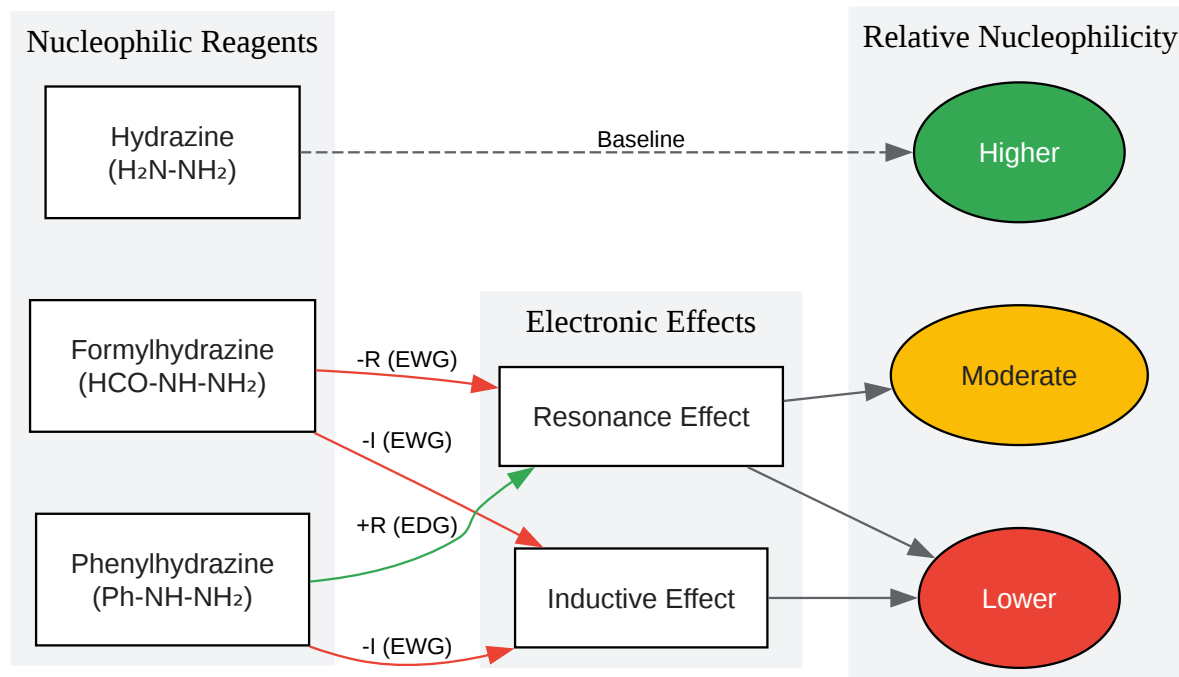 Nucleophilic Reagents
Relative Nucleophilicity
Hydrazine
(H₂N-NH₂)
Baseline
Higher
Electronic Effects
Formylhydrazine
(HCO-NH-NH₂)
-R (EWG)
-I (EWG)
Resonance Effect
Moderate
Phenylhydrazine
(Ph-NH-NH₂)
+R (EDG)
-I (EWG)
Inductive Effect
Lower